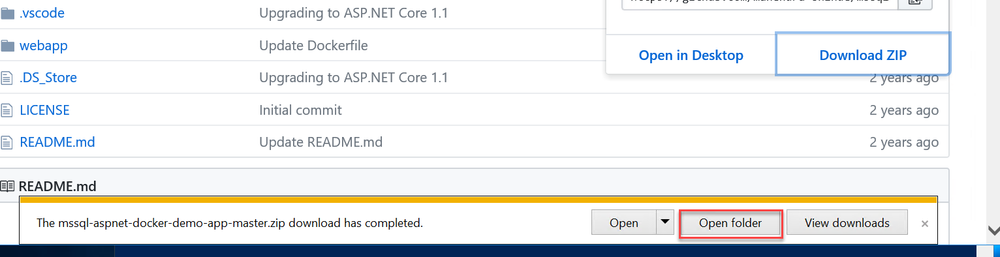 .vscode Upgrading to ASP.NET Core 1.1
webapp Update Dockerfile
Open in Desktop Download ZIP
.DS_Store Upgrading to ASP.NET Core 1.1 2 years ago
LICENSE Initial commit 2 years ago
README.md Update README.md 2 years ago
README.md
The mssql-aspnet-docker-demo-app-master.zip download has completed. Open Open folder View downloads ×